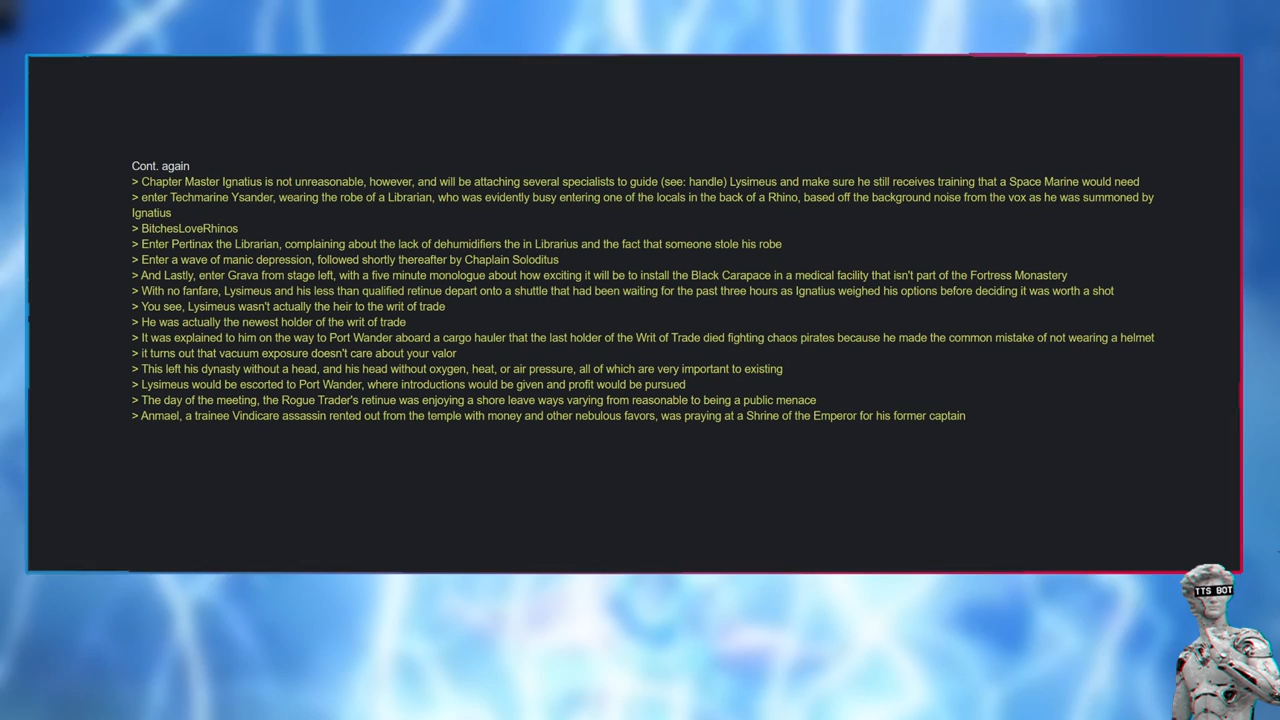 Cont. again
> Chapter Master Ignatius is not unreasonable, however, and will be attaching several specialists to guide (see: handle) Lysimeus and make sure he still receives training that a Space Marine would need
> enter Techmarine Ysander, wearing the robe of a Librarian, who was evidently busy entering one of the locals in the back of a Rhino, based off the background noise from the vox as he was summoned by
Ignatius
> BitchesLoveRhinos
> Enter Pertinax the Librarian, complaining about the lack of dehumidifiers the in Librarius and the fact that someone stole his robe
> Enter a wave of manic depression, followed shortly thereafter by Chaplain Soloditus
> And Lastly, enter Grava from stage left, with a five minute monologue about how exciting it will be to install the Black Carapace in a medical facility that isn't part of the Fortress Monastery
> With no fanfare, Lysimeus and his less than qualified retinue depart onto a shuttle that had been waiting for the past three hours as Ignatius weighed his options before deciding it was worth a shot
> You see, Lysimeus wasn't actually the heir to the writ of trade
> He was actually the newest holder of the writ of trade
> It was explained to him on the way to Port Wander aboard a cargo hauler that the last holder of the Writ of Trade died fighting chaos pirates because he made the common mistake of not wearing a helmet
> it turns out that vacuum exposure doesn't care about your valor
> This left his dynasty without a head, and his head without oxygen, heat, or air pressure, all of which are very important to existing
> Lysimeus would be escorted to Port Wander, where introductions would be given and profit would be pursued
> The day of the meeting, the Rogue Trader's retinue was enjoying a shore leave ways varying from reasonable to being a public menace
> Anmael, a trainee Vindicare assassin rented out from the temple with money and other nebulous favors, was praying at a Shrine of the Emperor for his former captain
TTS BOT